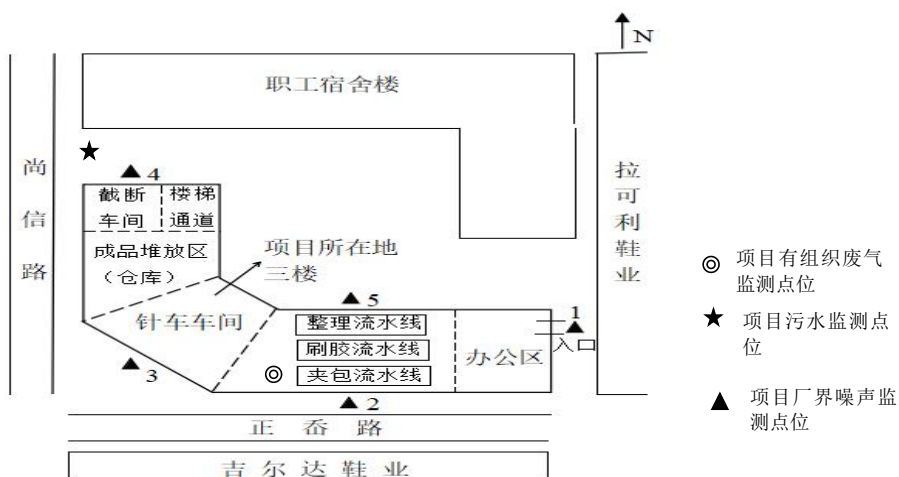 N
职工宿舍楼
尚信路
★
▲ 4
截断车间
楼梯通道
成品堆放区
（仓库）
项目所在地
三楼
拉可利鞋业
针车车间
▲ 5
整理流水线
刷胶流水线
夹包流水线
办公区
1
▲
入口
▲ 3
◎
▲ 2
正岙路
吉尔达鞋业
◎ 项目有组织废气
监测点位
★ 项目污水监测点
位
▲ 项目厂界噪声监
测点位